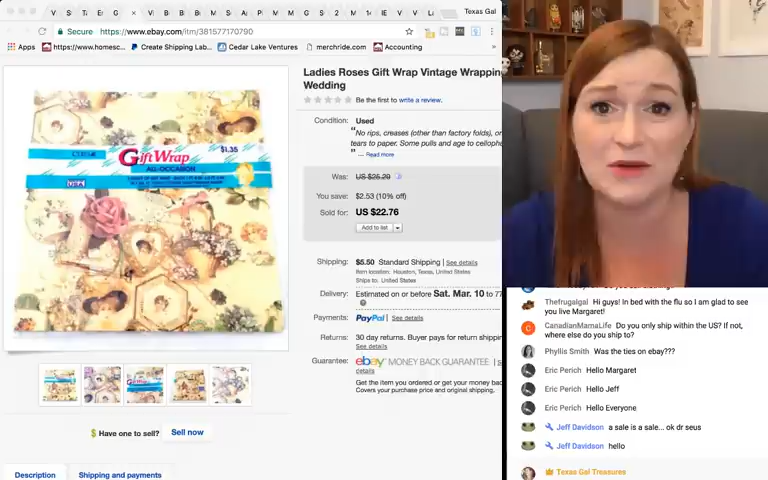 Texas Gal
Secure https://www.ebay.com/itm/381577170790
Apps https://www.homesc... Create Shipping Lab... Cedar Lake Ventures merchride.com Accounting
Ladies Roses Gift Wrap Vintage Wrapping
Wedding
Be the first to write a review.
Condition: Used
"No rips, creases (other than factory folds), or
tears to paper. Some pulls and age to cellopha
" ... Read more
Was: US $25.29
You save: $2.53 (10% off)
Sold for: US $22.76
Add to list
Shipping: $5.50 Standard Shipping | See details
Item location: Houston, Texas, United States
Ships to: United States
Delivery: Estimated on or before Sat. Mar. 10 to 77
Payments: PayPal | See details
Returns: 30 day returns. Buyer pays for return shippin
See details
Guarantee: ebay MONEY BACK GUARANTEE |
details
Get the item you ordered or get your money bac
Covers your purchase price and original shipping.
Gift Wrap
$1.35
ALL-OCCASION
USA
Have one to sell? Sell now
Description Shipping and payments
Thefrugalgal Hi guys! In bed with the flu so I am glad to
see you live Margaret!
CanadianMamaLife Do you only ship within the US? If not,
where else do you ship to?
Phyllis Smith Was the ties on ebay???
Eric Perich Hello Margaret
Eric Perich Hello Jeff
Eric Perich Hello Everyone
Jeff Davidson a sale is a sale... ok dr seus
Jeff Davidson hello
Texas Gal Treasures